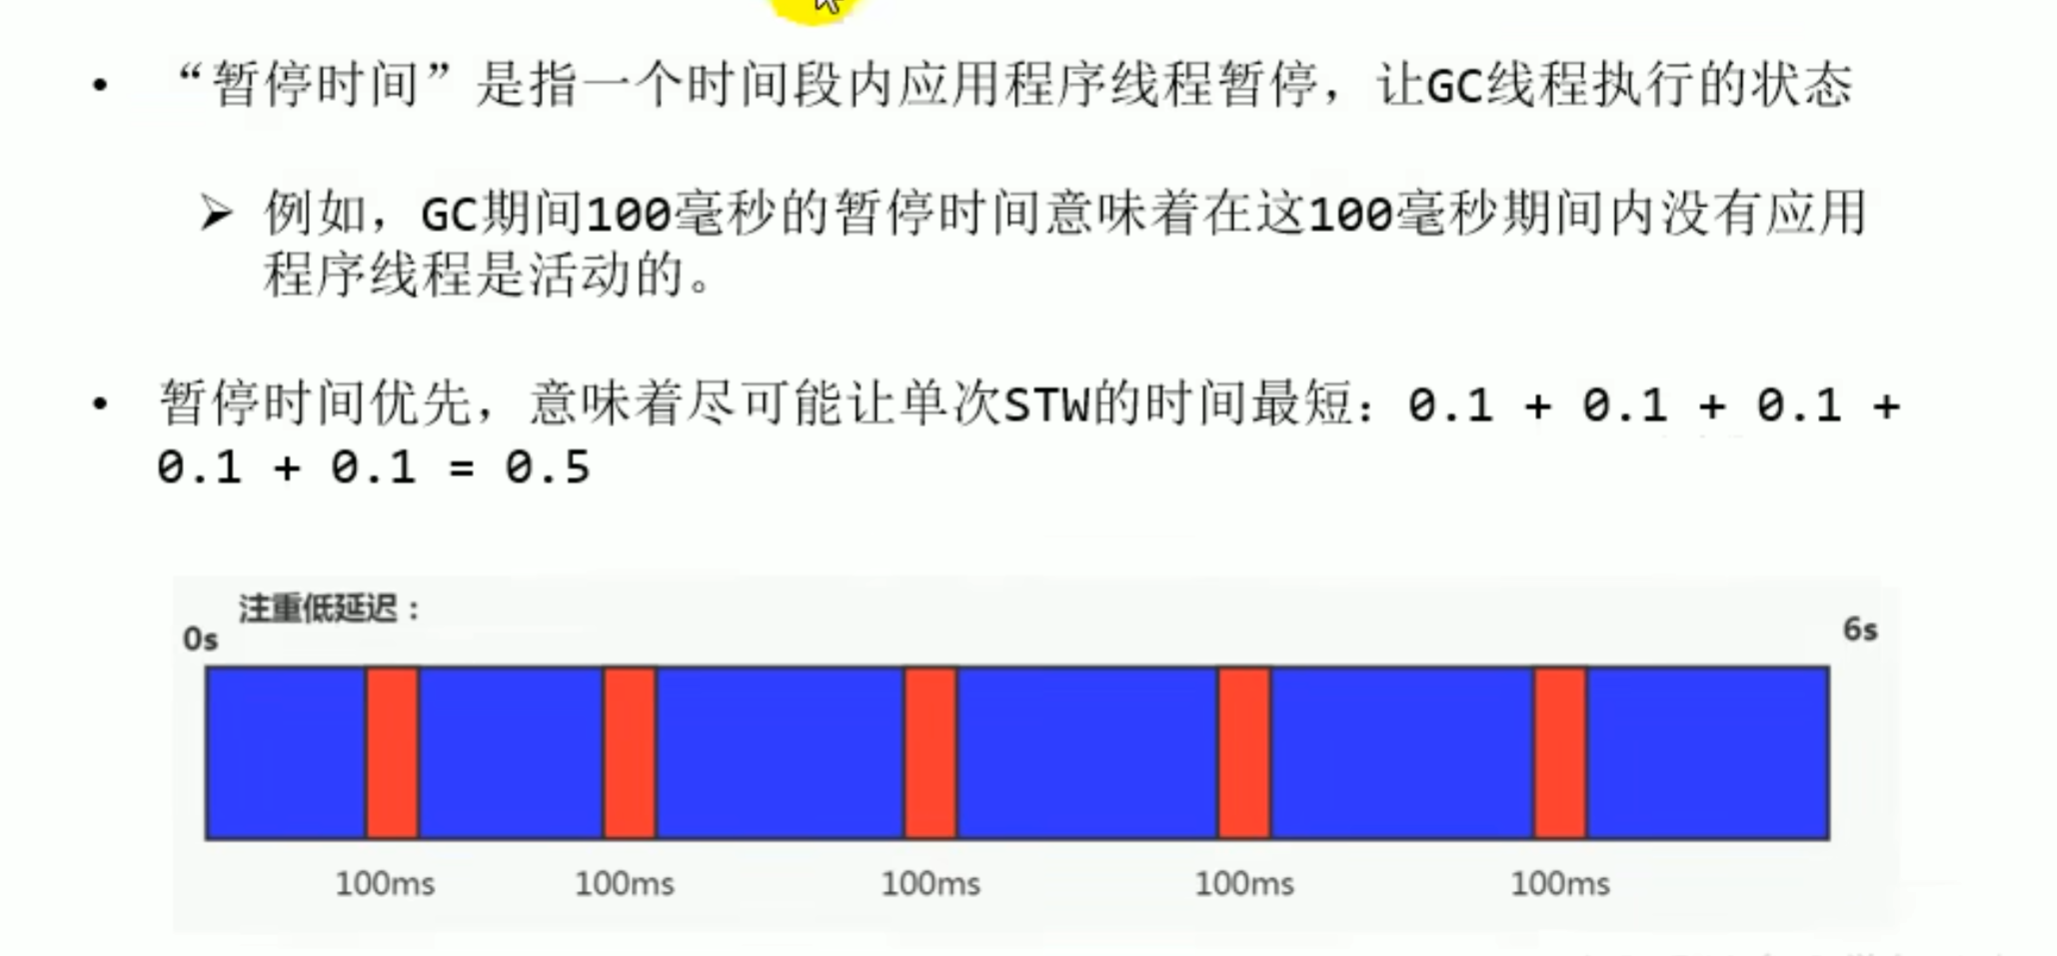 • “暂停时间”是指一个时间段内应用程序线程暂停，让GC线程执行的状态
➢ 例如，GC期间100毫秒的暂停时间意味着在这100毫秒期间内没有应用
程序线程是活动的。
• 暂停时间优先，意味着尽可能让单次STW的时间最短：0.1 + 0.1 + 0.1 +
0.1 + 0.1 = 0.5
注重低延迟：
0s
6s
100ms
100ms
100ms
100ms
100ms